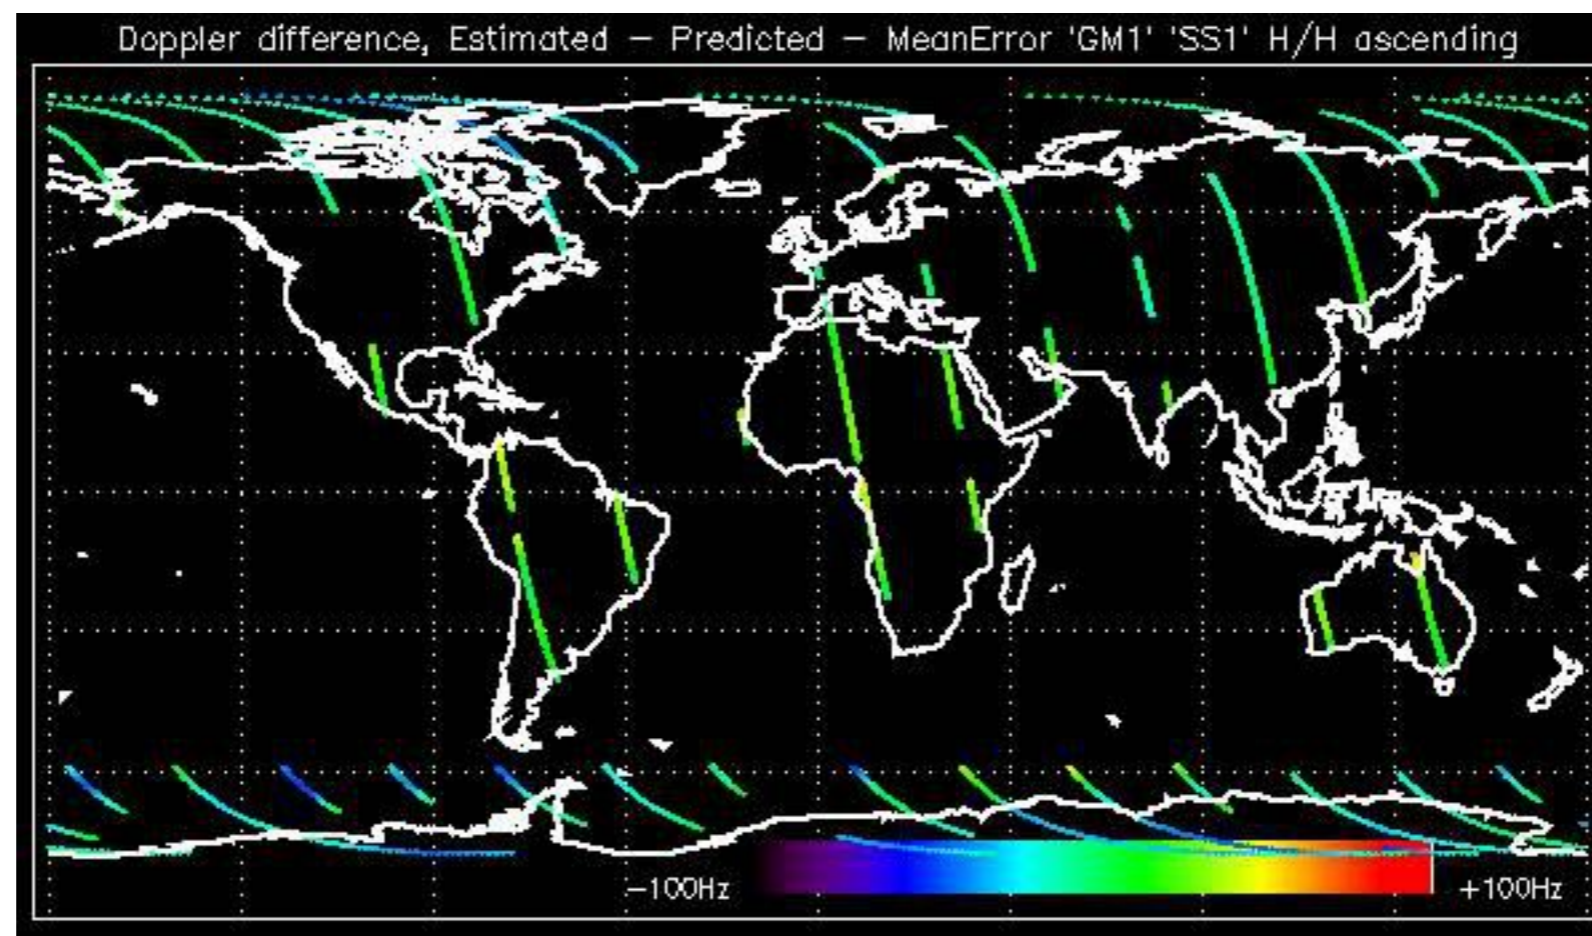 Doppler difference, Estimated – Predicted – MeanError 'GM1' 'SS1' H/H ascending
−100Hz
+100Hz